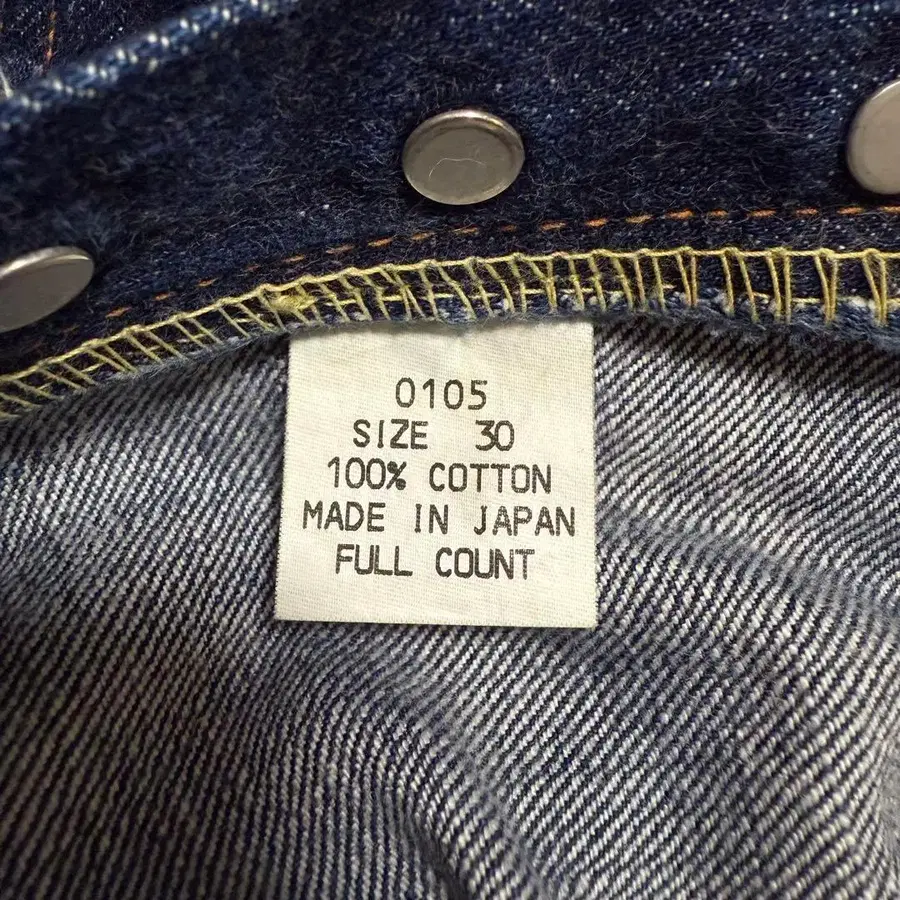 0105
SIZE 30
100% COTTON
MADE IN JAPAN
FULL COUNT